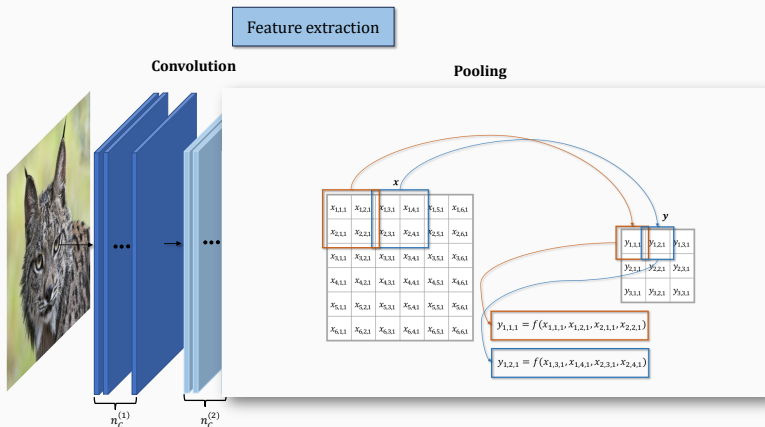 Feature extraction
Convolution
Pooling
x
x1,1,1 x1,2,1 x1,3,1 x1,4,1 x1,5,1 x1,6,1
x2,1,1 x2,2,1 x2,3,1 x2,4,1 x2,5,1 x2,6,1
x3,1,1 x3,2,1 x3,3,1 x3,4,1 x3,5,1 x3,6,1
x4,1,1 x4,2,1 x4,3,1 x4,4,1 x4,5,1 x4,6,1
x5,1,1 x5,2,1 x5,3,1 x5,4,1 x5,5,1 x5,6,1
x6,1,1 x6,2,1 x6,3,1 x6,4,1 x6,5,1 x6,6,1
y
y1,1,1 y1,2,1 y1,3,1
y2,1,1 y2,2,1 y2,3,1
y3,1,1 y3,2,1 y3,3,1
y1,1,1 = f(x1,1,1, x1,2,1, x2,1,1, x2,2,1)
y1,2,1 = f(x1,3,1, x1,4,1, x2,3,1, x2,4,1)
•••
•••
nC(1)
nC(2)